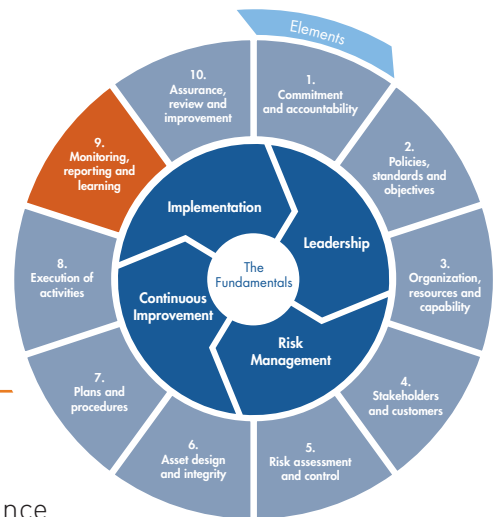 Elements
1.
Commitment
and accountability
2.
Policies,
standards and
objectives
3.
Organization,
resources and
capability
4.
Stakeholders
and customers
5.
Risk assessment
and control
6.
Asset design
and integrity
7.
Plans and
procedures
8.
Execution of
activities
9.
Monitoring,
reporting and
learning
10.
Assurance,
review and
improvement
The
Fundamentals
Leadership
Risk
Management
Continuous
Improvement
Implementation
nce